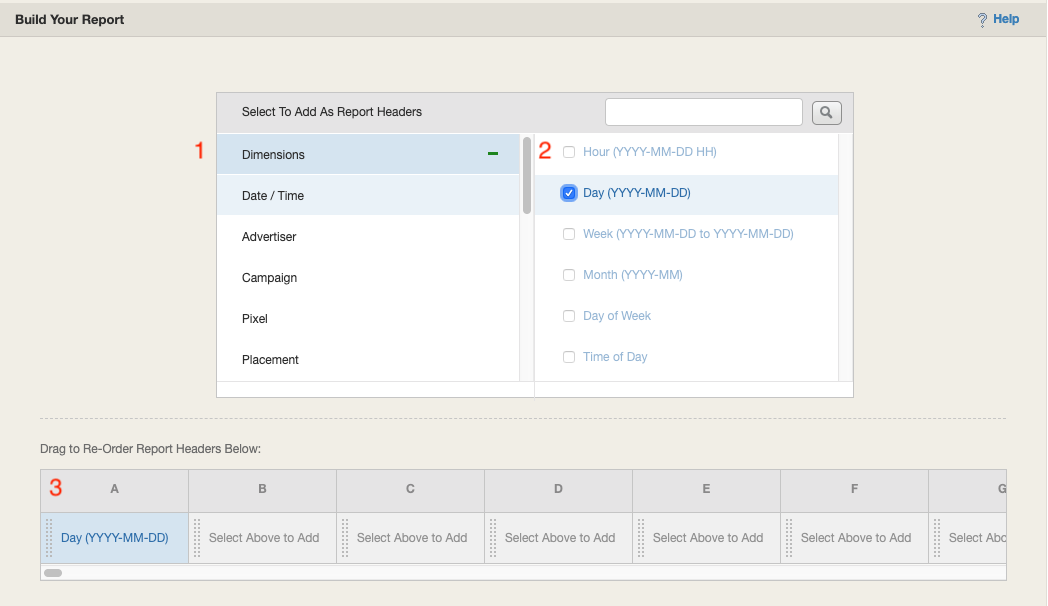 Build Your Report
Help
Select To Add As Report Headers
1
Dimensions
Date / Time
Advertiser
Campaign
Pixel
Placement
2
Hour (YYYY-MM-DD HH)
Day (YYYY-MM-DD)
Week (YYYY-MM-DD to YYYY-MM-DD)
Month (YYYY-MM)
Day of Week
Time of Day
Drag to Re-Order Report Headers Below:
3 A B C D E F G
Day (YYYY-MM-DD) Select Above to Add Select Above to Add Select Above to Add Select Above to Add Select Above to Add Select Abo